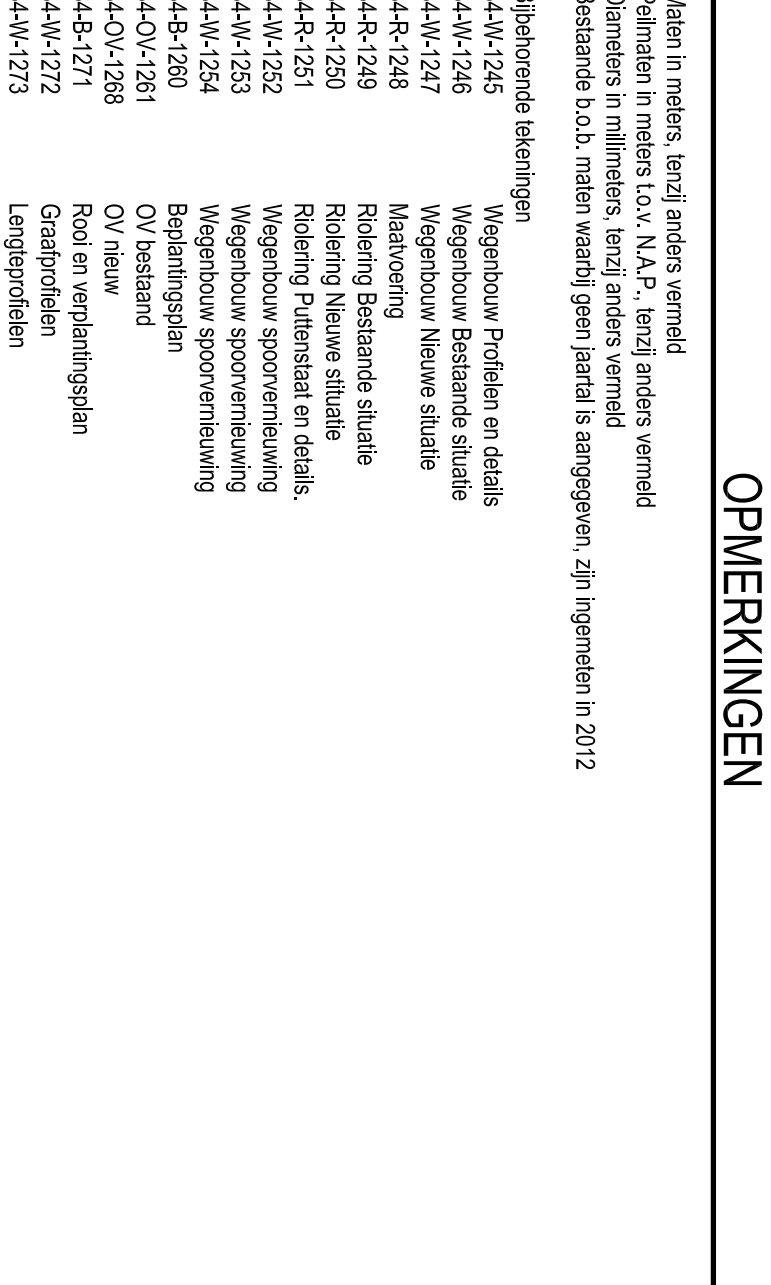 OPMERKINGEN
Maten in meters, tenzij anders vermeld
Peilmaten in meters t.o.v. N.A.P., tenzij anders vermeld
Diameters in millimeters, tenzij anders vermeld
Bestaande b.o.b. maten waarbij geen jaartal is aangegeven, zijn ingemeten in 2012
Bijbehorende tekeningen
4-W-1245 Wegenbouw Profielen en details
4-W-1246 Wegenbouw Bestaande situatie
4-W-1247 Wegenbouw Nieuwe situatie
4-R-1248 Maatvoering
4-R-1249 Riolering Bestaande situatie
4-R-1250 Riolering Nieuwe stituatie
4-R-1251 Riolering Puttenstaat en details.
4-W-1252 Wegenbouw spoorvernieuwing
4-W-1253 Wegenbouw spoorvernieuwing
4-W-1254 Wegenbouw spoorvernieuwing
4-B-1260 Beplantingsplan
4-OV-1261 OV bestaand
4-OV-1268 OV nieuw
4-B-1271 Rooi en verplantingsplan
4-W-1272 Graafprofielen
4-W-1273 Lengteprofielen